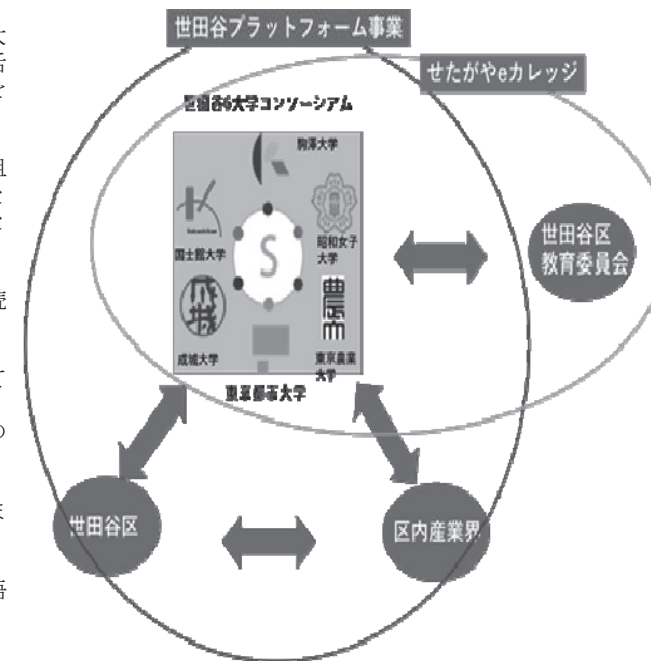 世田谷プラットフォーム事業
せたがやeカレッジ
6大学コンソーシアム
駒澤大学
国士舘大学
昭和女子
大学
S
成城
農大
成城大学
東京農業
大学
東京都市大学
世田谷区
教育委員会
世田谷区
区内産業界